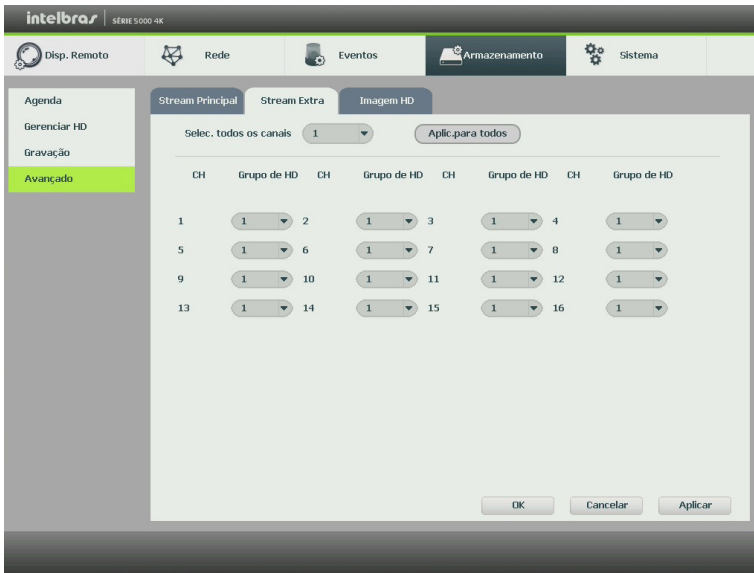 intelbras SÉRIE 5000 4K
Disp. Remoto Rede Eventos Armazenamento Sistema
Agenda
Gerenciar HD
Gravação
Avançado
Stream Principal Stream Extra Imagem HD
Selec. todos os canais 1 Aplic.para todos
CH Grupo de HD CH Grupo de HD CH Grupo de HD CH Grupo de HD
1 1 2 1 3 1 4 1
5 1 6 1 7 1 8 1
9 1 10 1 11 1 12 1
13 1 14 1 15 1 16 1
OK Cancelar Aplicar